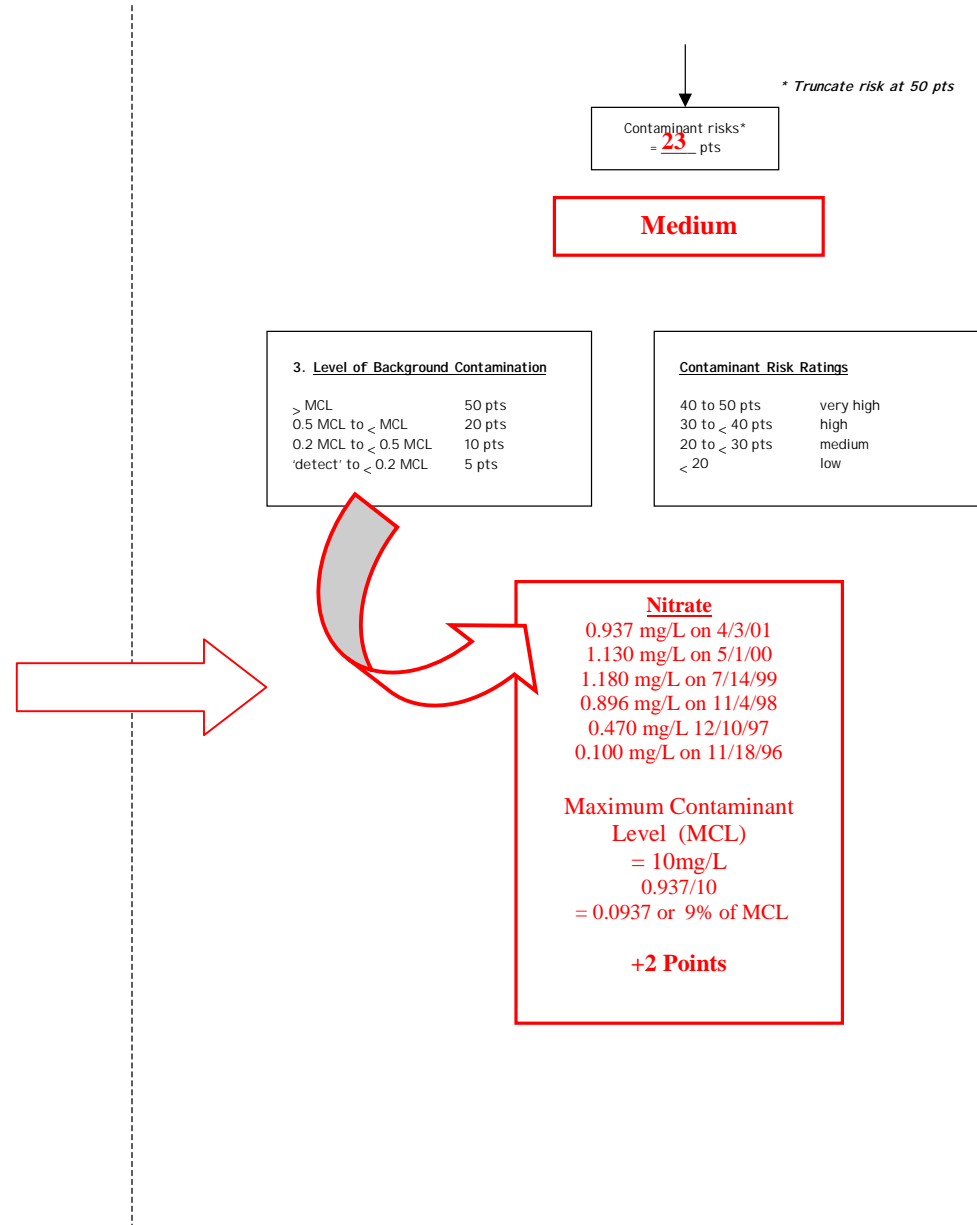 * Truncate risk at 50 pts
Contaminant risks*
= 23 pts
Medium
3. Level of Background Contamination
> MCL 50 pts
0.5 MCL to < MCL 20 pts
0.2 MCL to < 0.5 MCL 10 pts
'detect' to < 0.2 MCL 5 pts
Contaminant Risk Ratings
40 to 50 pts very high
30 to < 40 pts high
20 to < 30 pts medium
< 20 low
Nitrate
0.937 mg/L on 4/3/01
1.130 mg/L on 5/1/00
1.180 mg/L on 7/14/99
0.896 mg/L on 11/4/98
0.470 mg/L 12/10/97
0.100 mg/L on 11/18/96
Maximum Contaminant
Level (MCL)
= 10mg/L
0.937/10
= 0.0937 or 9% of MCL
+2 Points